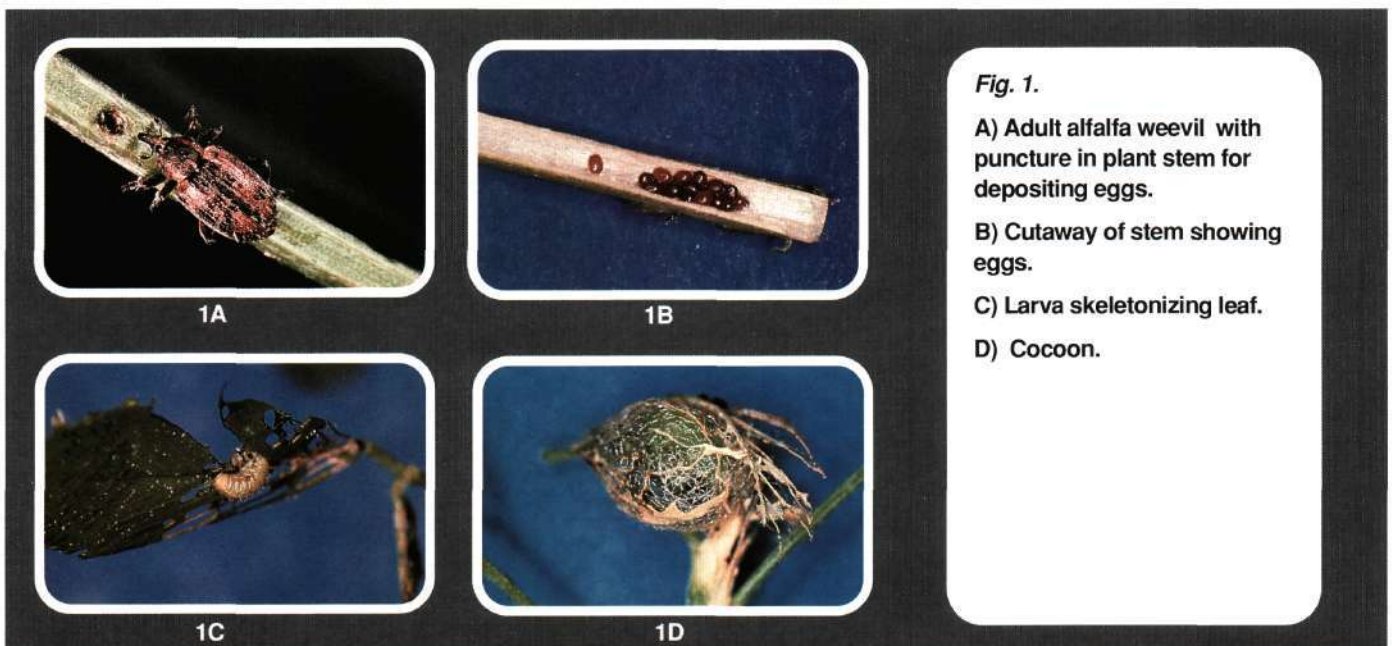 1A
1B
1C
1D
Fig. 1.
A) Adult alfalfa weevil with
puncture in plant stem for
depositing eggs.
B) Cutaway of stem showing
eggs.
C) Larva skeletonizing leaf.
D) Cocoon.